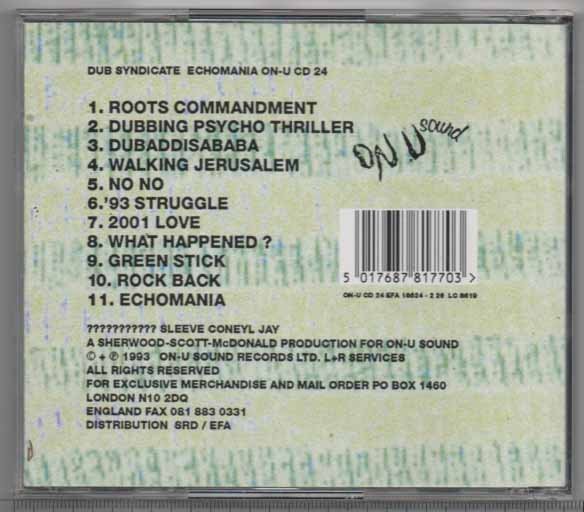 DUB SYNDICATE ECHOMANIA ON-U CD 24
1. ROOTS COMMANDMENT
2. DUBBING PSYCHO THRILLER
3. DUBADDISABABA
4. WALKING JERUSALEM
5. NO NO
6.'93 STRUGGLE
7. 2001 LOVE
8. WHAT HAPPENED ?
9. GREEN STICK
10. ROCK BACK
11. ECHOMANIA
ON U sound
5 017687 817703 >
ON-U CD 24 EFA 18624 - 2 26 LC 8619
??????????? SLEEVE CONEYL JAY
A SHERWOOD-SCOTT-McDONALD PRODUCTION FOR ON-U SOUND
© + ℗ 1993 ON-U SOUND RECORDS LTD. L+R SERVICES
ALL RIGHTS RESERVED
FOR EXCLUSIVE MERCHANDISE AND MAIL ORDER PO BOX 1460
LONDON N10 2DQ
ENGLAND FAX 081 883 0331
DISTRIBUTION SRD / EFA